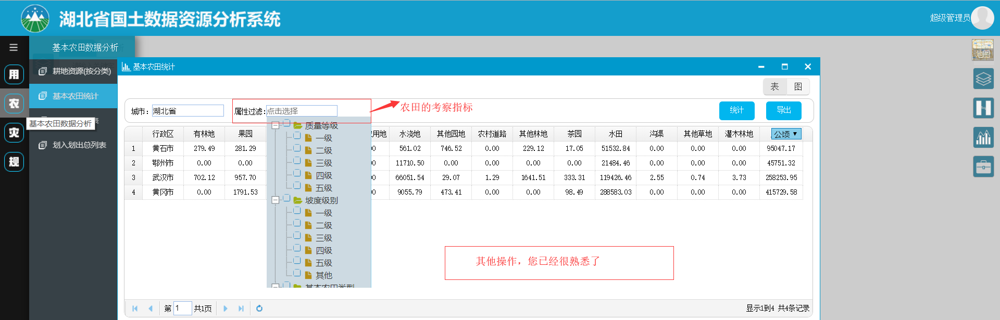 湖北省国土数据资源分析系统
超级管理员
基本农田数据分析
地图
用
农
灾
规
耕地资源(按分类)
基本农田统计
基本农田数据分析
表
划入划出总列表
基本农田统计
表 图
城市： 湖北省 属性过滤: 点击选择
农田的考察指标
统计 导出
行政区 有林地 果园 用地 水浇地 其他园地 农村道路 其他林地 茶园 水田 沟渠 其他草地 灌木林地 公顷 ▼
1 黄石市 279.49 281.29 561.02 746.52 0.00 229.12 17.05 51532.84 0.00 0.00 0.00 95047.17
2 鄂州市 0.00 0.00 11710.50 0.00 0.00 0.00 0.00 21484.46 0.00 0.00 0.00 45751.32
3 武汉市 702.12 957.70 66051.54 29.07 1.29 1641.51 333.31 119426.46 2.55 0.74 3.73 258253.95
4 黄冈市 0.00 1791.53 9055.79 473.41 0.00 0.00 98.49 288583.03 0.00 0.00 0.00 415729.58
质量等级
一级
二级
三级
四级
五级
坡度级别
一级
二级
三级
四级
五级
其他
基本农田类型
其他操作，您已经很熟悉了
第 1 共1页
显示1到4 共4条记录